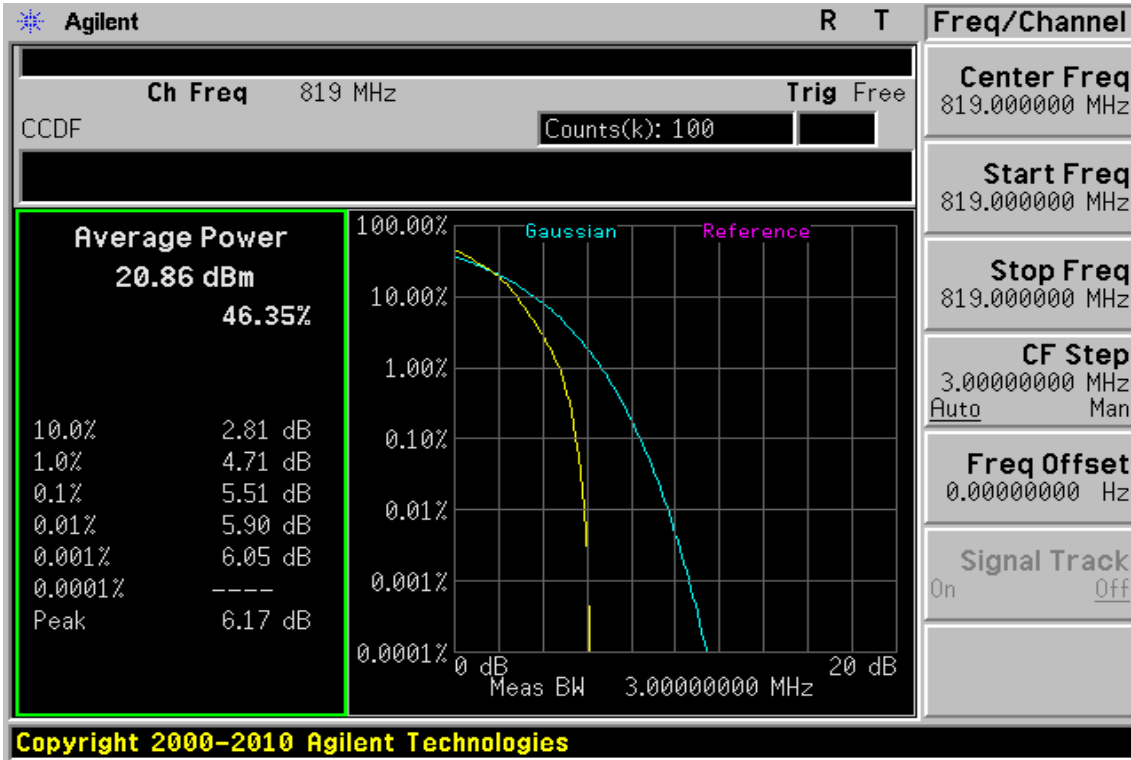 Agilent R T
Ch Freq 819 MHz Trig Free
CCDF Counts(k): 100
Average Power
20.86 dBm
46.35%
10.0% 2.81 dB
1.0% 4.71 dB
0.1% 5.51 dB
0.01% 5.90 dB
0.001% 6.05 dB
0.0001% ----
Peak 6.17 dB
Gaussian Reference
100.00%
10.00%
1.00%
0.10%
0.01%
0.001%
0.0001%
0 dB 20 dB
Meas BW 3.00000000 MHz
Freq/Channel
Center Freq
819.000000 MHz
Start Freq
819.000000 MHz
Stop Freq
819.000000 MHz
CF Step
3.00000000 MHz
Auto Man
Freq Offset
0.00000000 Hz
Signal Track
On Off
Copyright 2000-2010 Agilent Technologies